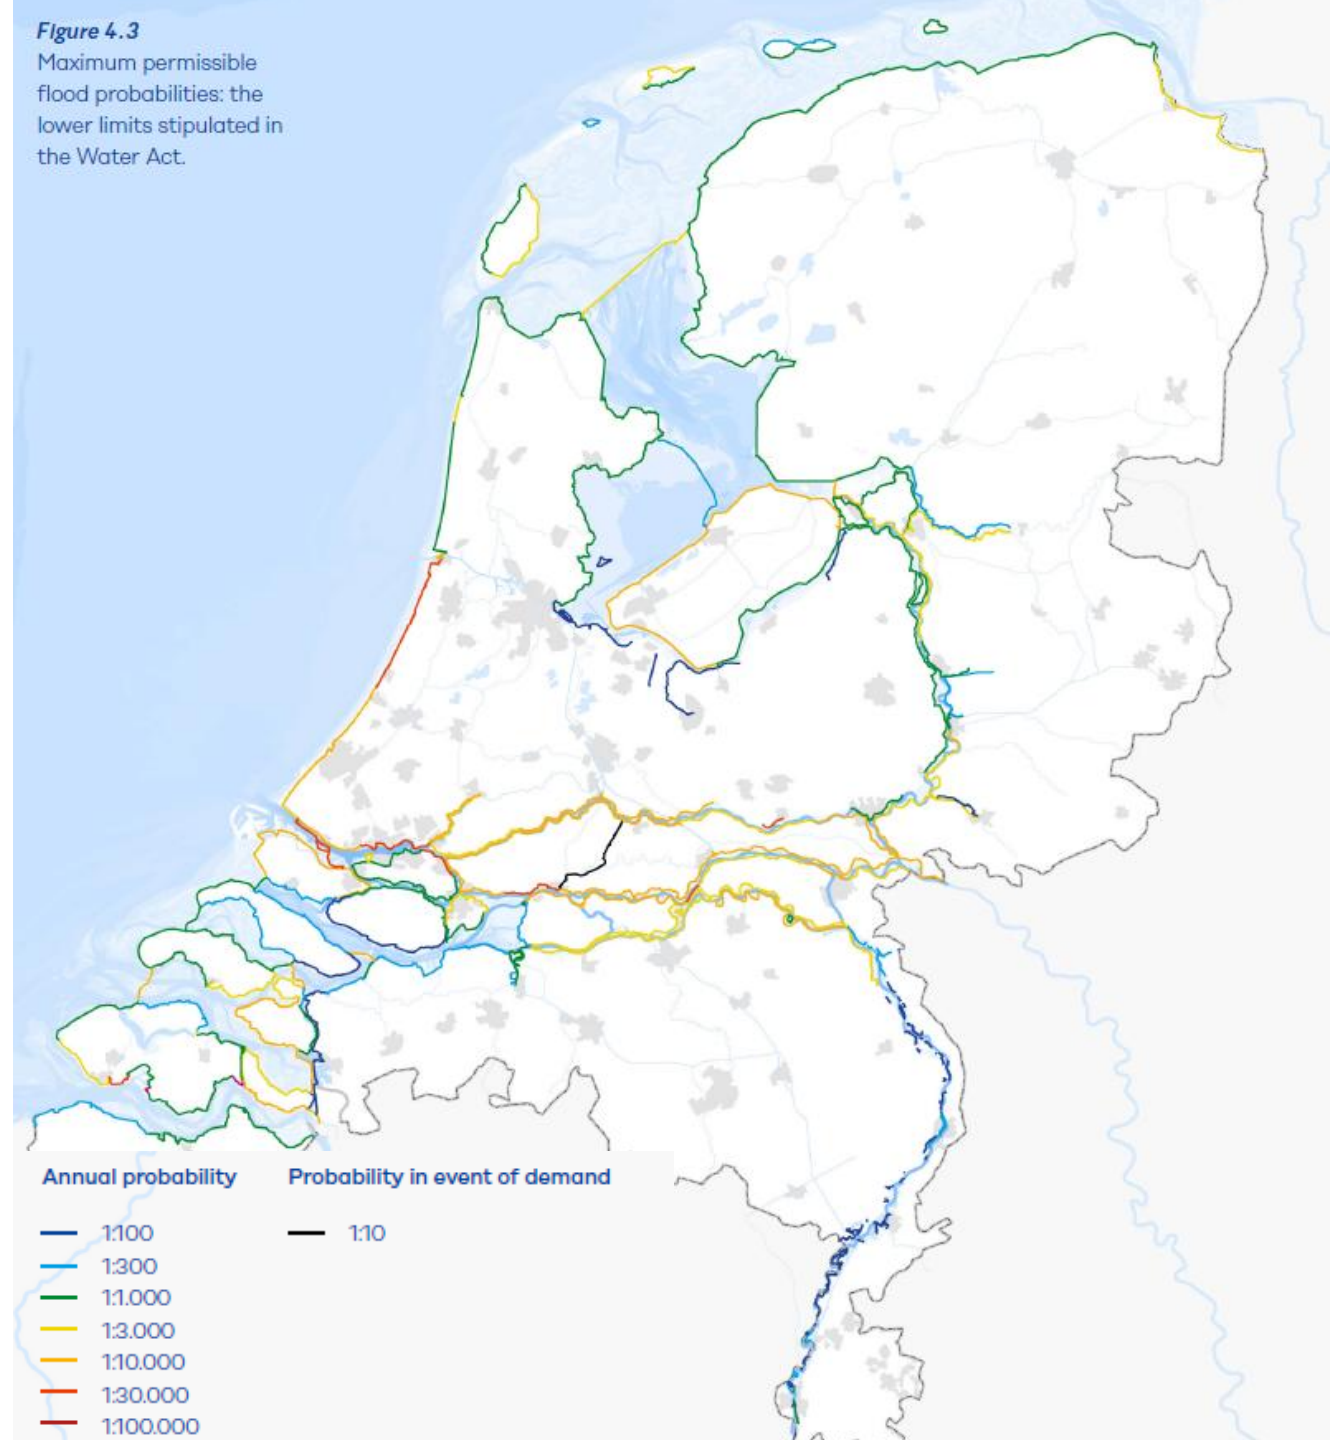 Figure 4.3
Maximum permissible
flood probabilities: the
lower limits stipulated in
the Water Act.
Annual probability
1:100
1:300
1:1.000
1:3.000
1:10.000
1:30.000
1:100.000
Probability in event of demand
1:10